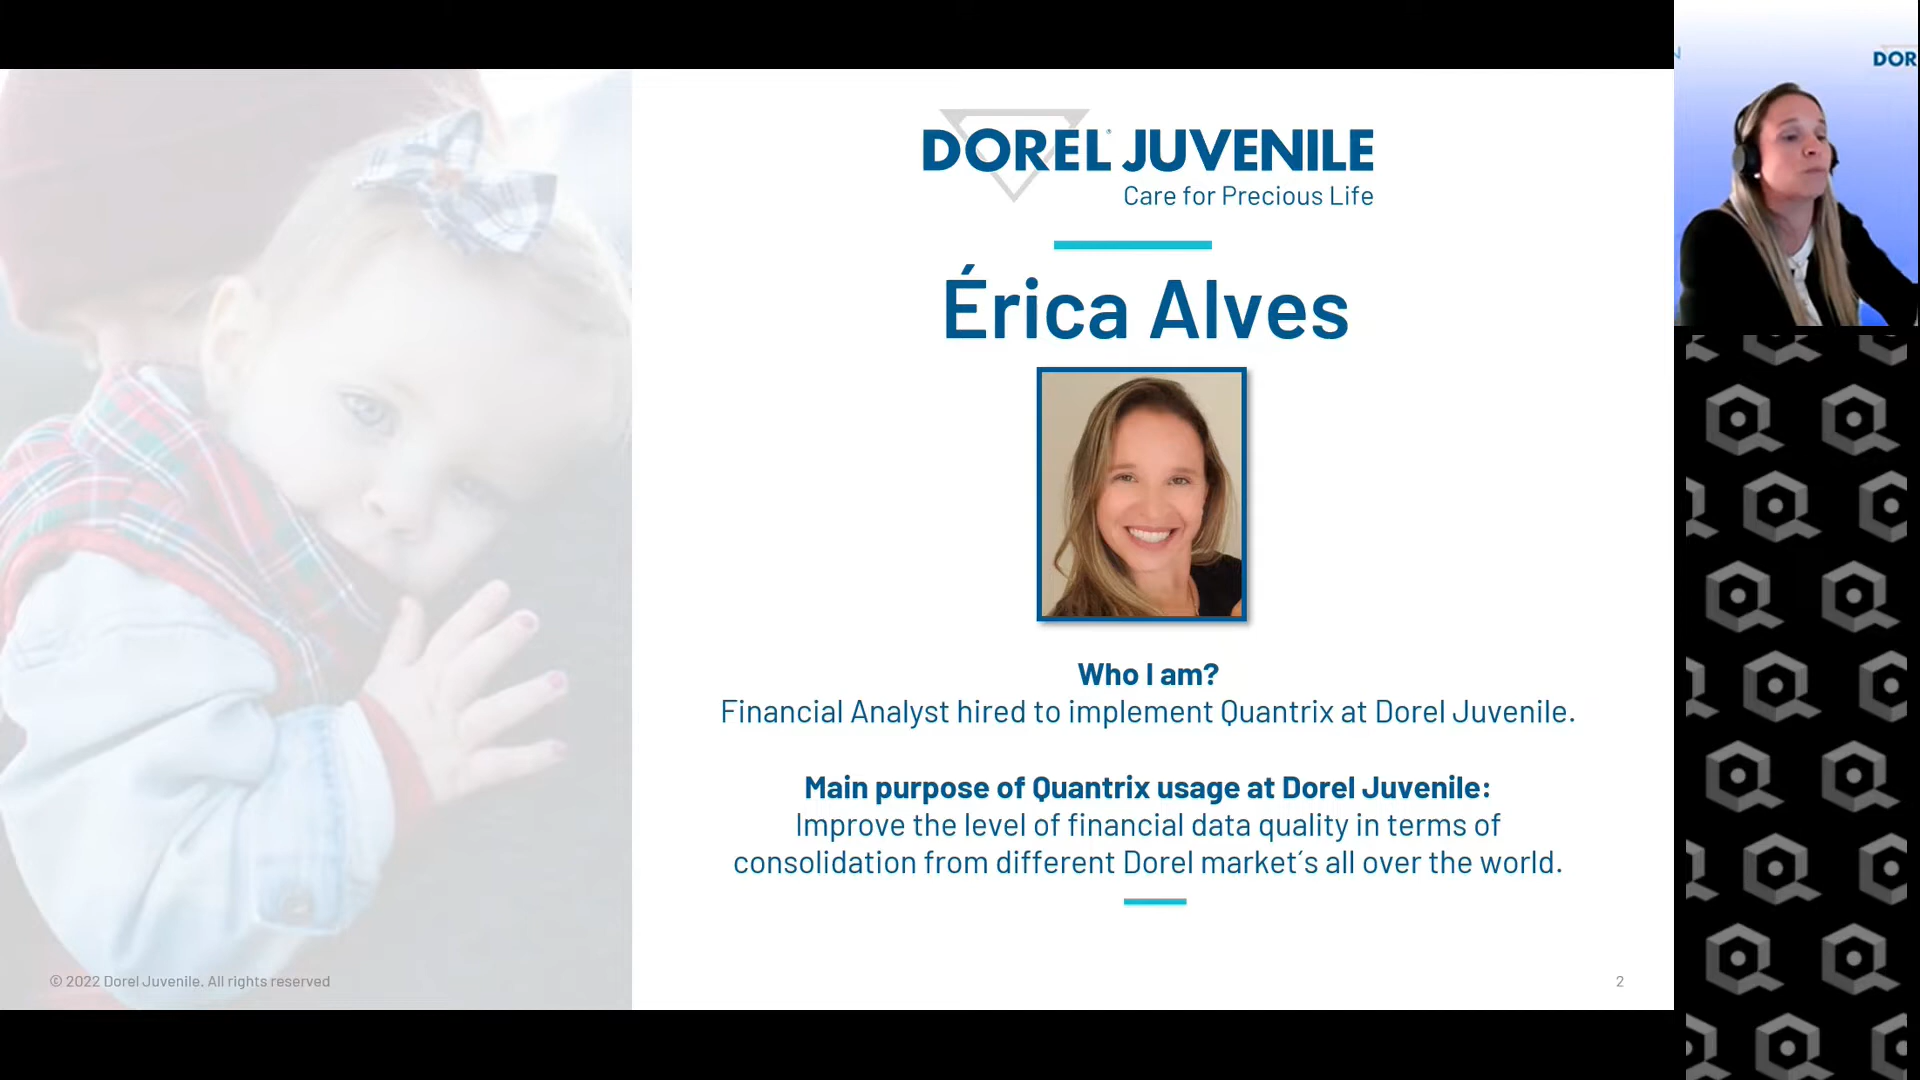 DOREL® JUVENILE
Care for Precious Life
Érica Alves
Who I am?
Financial Analyst hired to implement Quantrix at Dorel Juvenile.
Main purpose of Quantrix usage at Dorel Juvenile:
Improve the level of financial data quality in terms of
consolidation from different Dorel market´s all over the world.
© 2022 Dorel Juvenile. All rights reserved
2
DOR